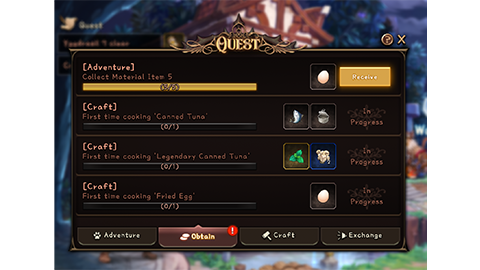 Quest
QUEST
?
X
[Adventure]
Collect Material Item 5
Receive
[Craft]
First time cooking 'Canned Tuna'
(0/1)
In
Progress
[Craft]
First time cooking 'Legendary Canned Tuna'
(0/1)
In
Progress
[Craft]
First time cooking 'Fried Egg'
(0/1)
In
Progress
Adventure
Obtain
!
Craft
Exchange